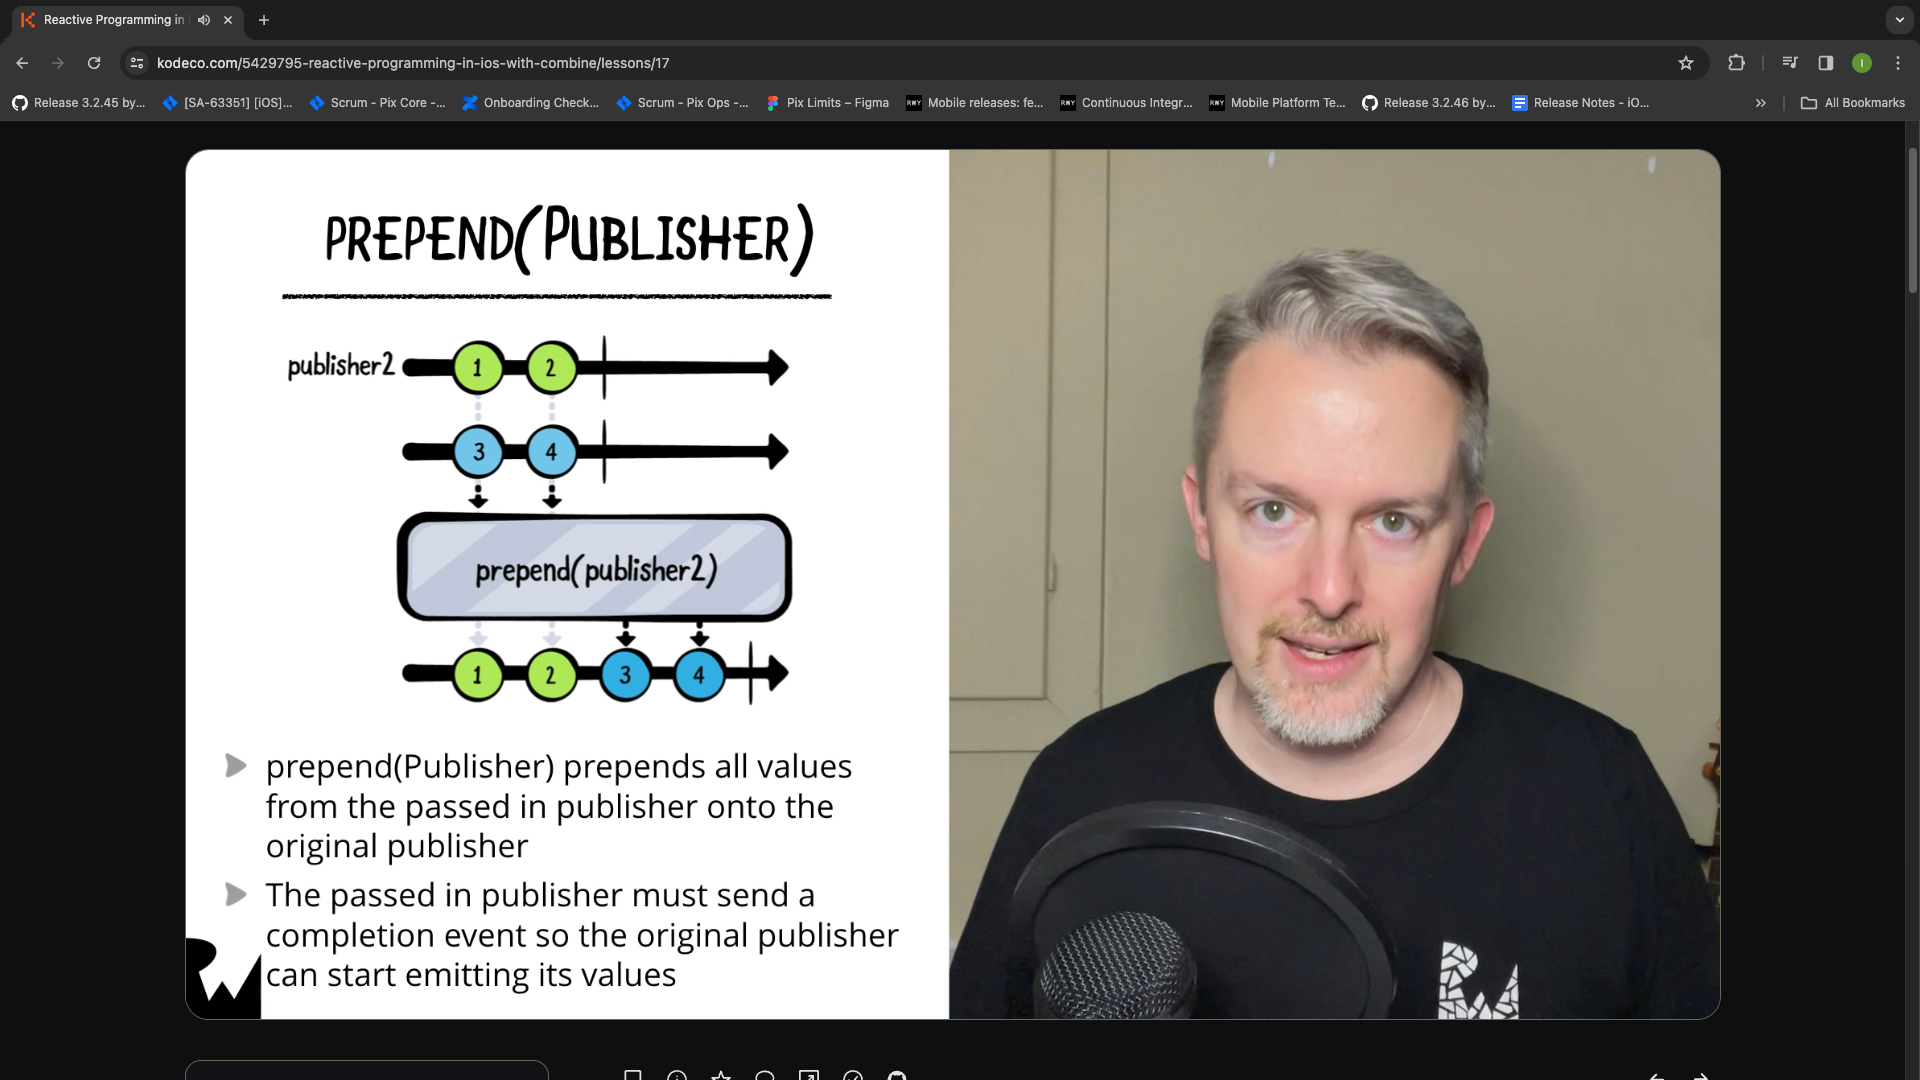 Reactive Programming in
kodeco.com/5429795-reactive-programming-in-ios-with-combine/lessons/17
I
Release 3.2.45 by...
[SA-63351] [iOS]...
Scrum - Pix Core -...
Onboarding Check...
Scrum - Pix Ops -...
Pix Limits – Figma
Mobile releases: fe...
Continuous Integr...
Mobile Platform Te...
Release 3.2.46 by...
Release Notes - iO...
All Bookmarks
PREPEND(PUBLISHER)
publisher2
1 2
3 4
prepend(publisher2)
1 2 3 4
prepend(Publisher) prepends all values
from the passed in publisher onto the
original publisher
The passed in publisher must send a
completion event so the original publisher
can start emitting its values